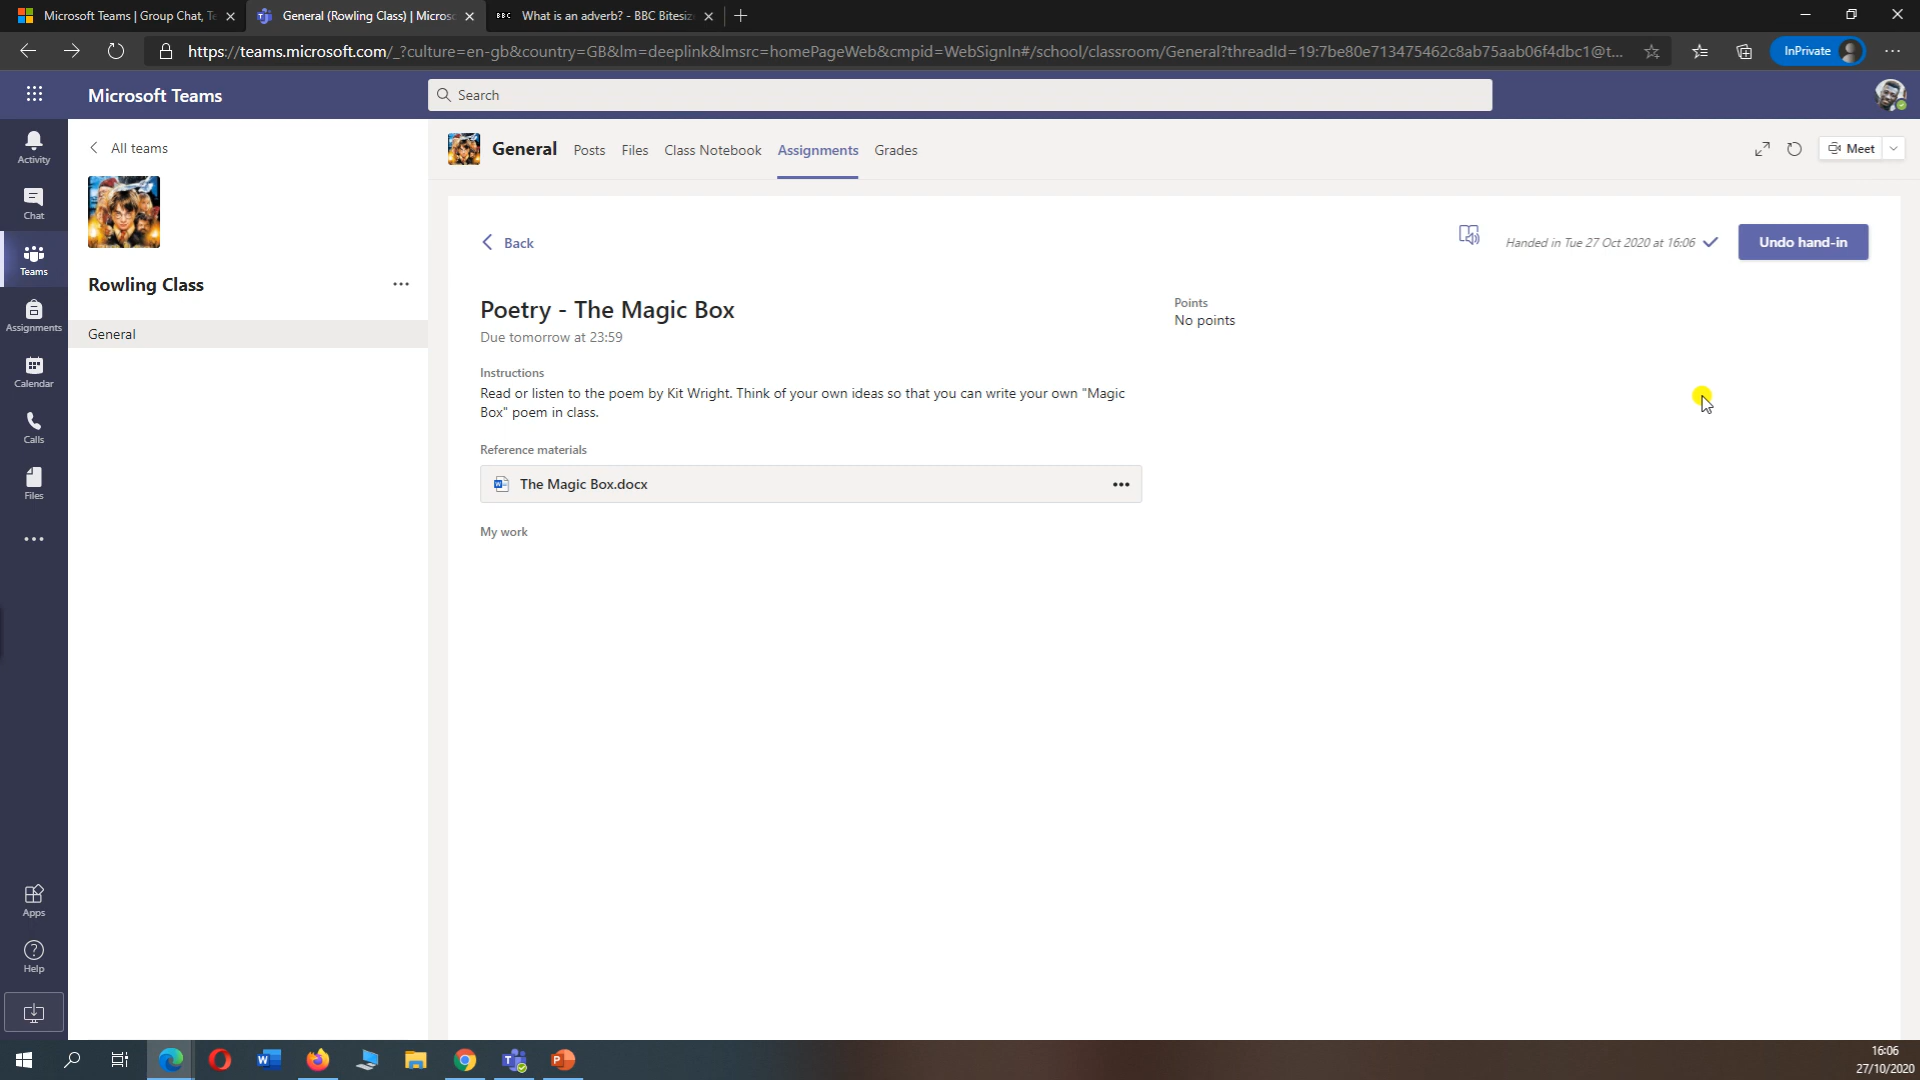 Microsoft Teams | Group Chat, Te
General (Rowling Class) | Micros
BBC What is an adverb? - BBC Bitesiz
https://teams.microsoft.com/_?culture=en-gb&country=GB&lm=deeplink&lmsrc=homePageWeb&cmpid=WebSignIn#/school/classroom/General?threadId=19:7be80e713475462c8ab75aab06f4dbc1@t...
InPrivate
Microsoft Teams
Search
Activity
Chat
Teams
Assignments
Calendar
Calls
Files
Apps
Help
All teams
Rowling Class
General
General
Posts
Files
Class Notebook
Assignments
Grades
Meet
Back
Handed in Tue 27 Oct 2020 at 16:06
Undo hand-in
Poetry - The Magic Box
Due tomorrow at 23:59
Points
No points
Instructions
Read or listen to the poem by Kit Wright. Think of your own ideas so that you can write your own "Magic
Box" poem in class.
Reference materials
The Magic Box.docx
My work
16:06
27/10/2020